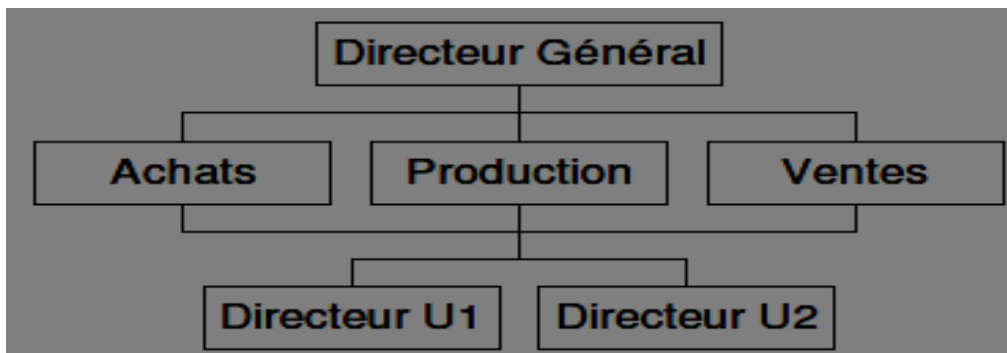 Directeur Général
Achats Production Ventes
Directeur U1 Directeur U2